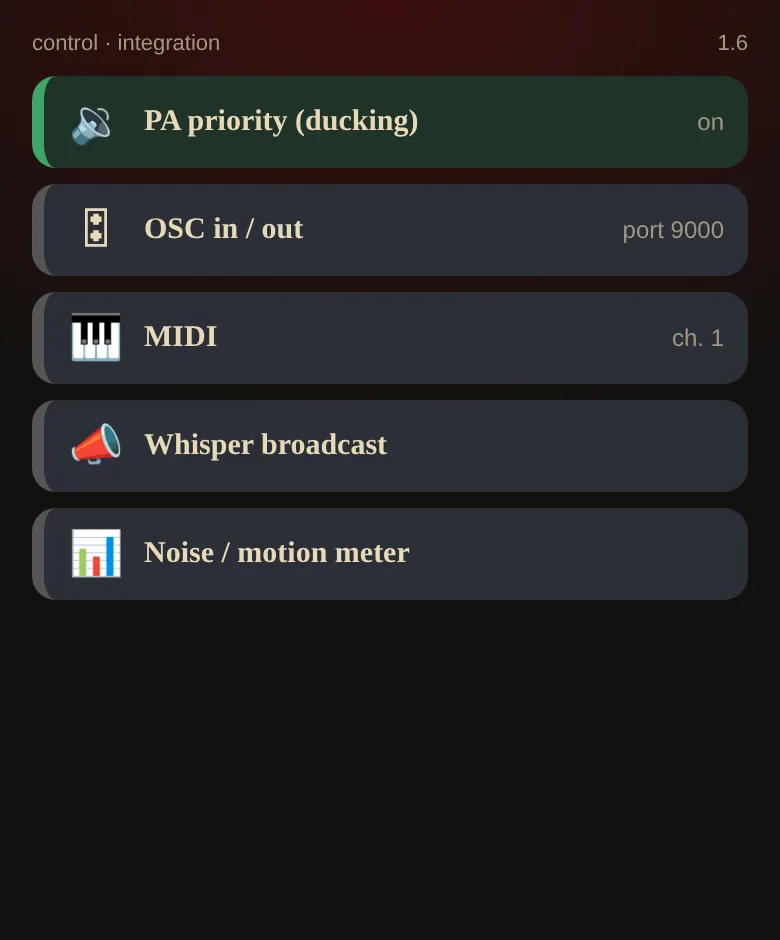 control · integration 1.6
PA priority (ducking) on
OSC in / out port 9000
MIDI ch. 1
Whisper broadcast
Noise / motion meter